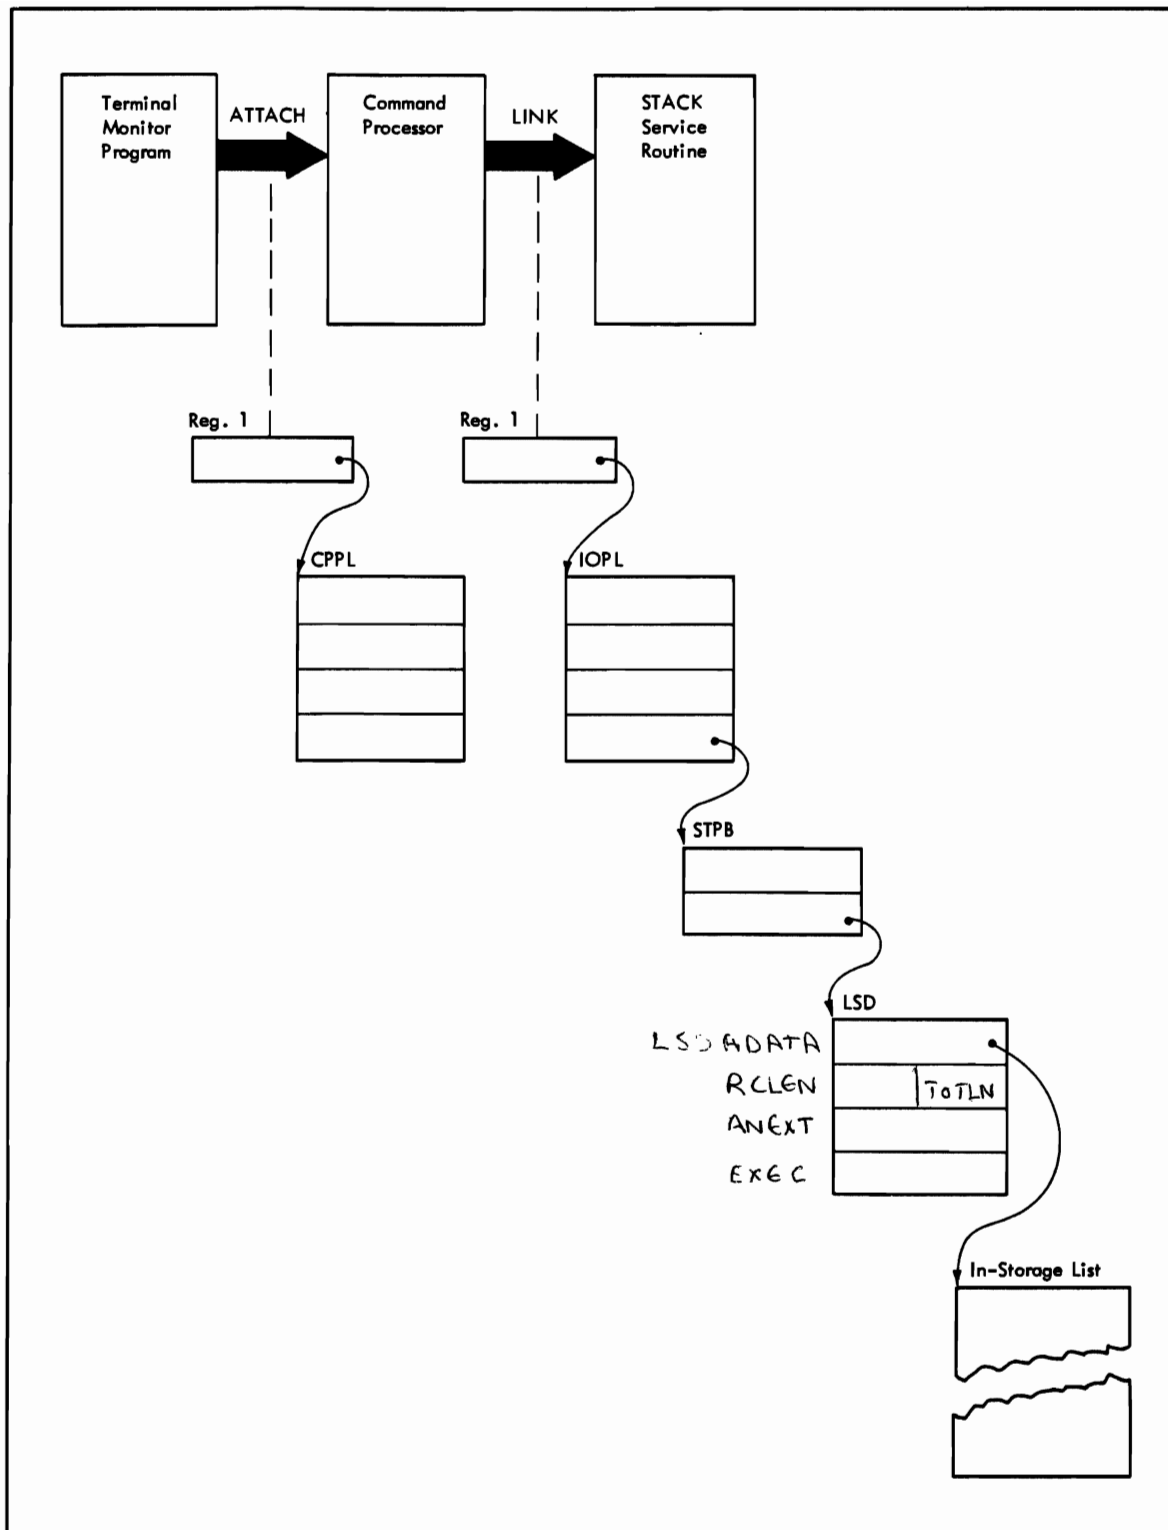 Terminal
Monitor
Program
ATTACH
Command
Processor
LINK
STACK
Service
Routine
Reg. 1
Reg. 1
CPPL
IOPL
STPB
LSD
RCLEN
TOTLN
ANEXT
EXEC
In-Storage List